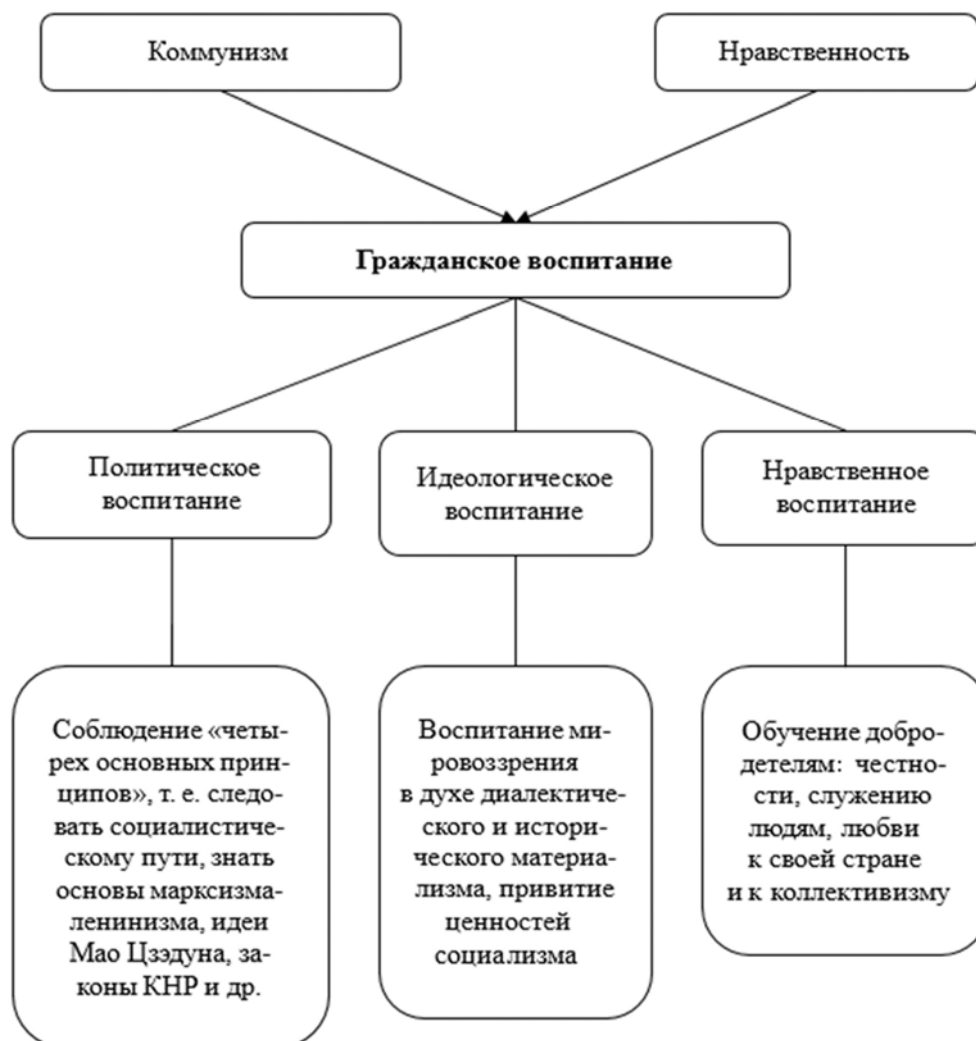 Коммунизм
Нравственность
Гражданское воспитание
Политическое
воспитание
Идеологическое
воспитание
Нравственное
воспитание
Соблюдение «четы-
рех основных прин-
ципов», т. е. следо-
вать социалистиче-
скому пути, знать
основы марксизма-
ленинизма, идеи
Мао Цзэдуна, за-
коны КНР и др.
Воспитание ми-
ровоззрения
в духе диалектиче-
ского и истори-
ческого материа-
лизма, привитие
ценностей
социализма
Обучение добро-
детелям: честно-
сти, служению
людям, любви
к своей стране
и к коллективизму